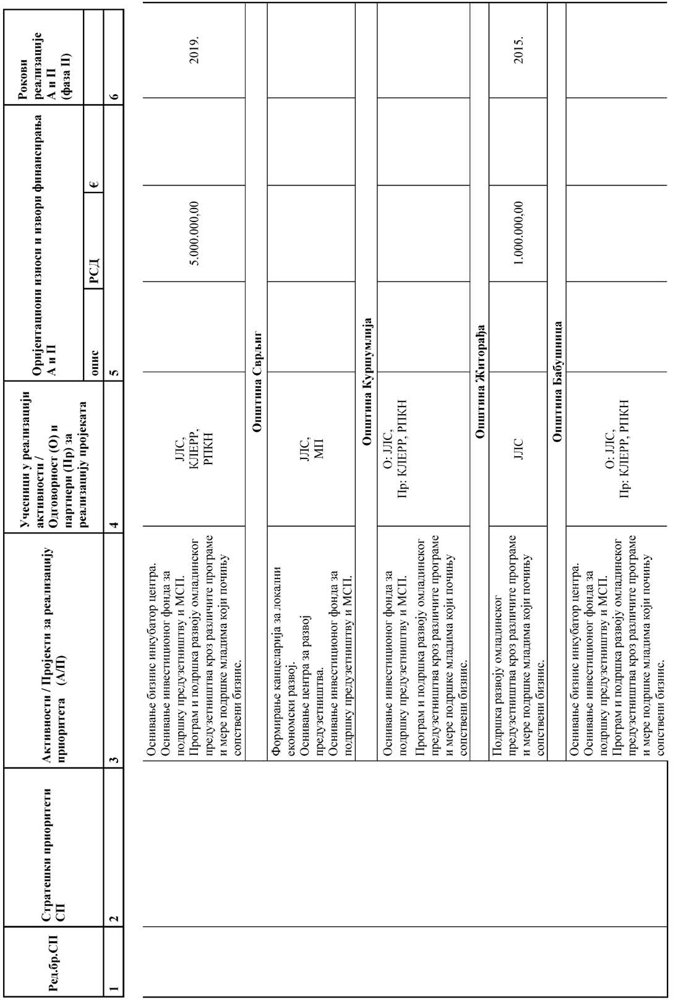 Ред.бр.СП
Стратешки приоритети
СП
Активности / Пројекти за реализацију
приоритета (А/П)
Учесници у реализацији
активности /
Одговорност (О) и
партнери (Пр) за
реализацију пројеката
Оријентациони износи и извори финансирања
А и П
опис
РСД
€
Рокови
реализације
А и П
(фаза II)
1
2
3
4
5
6
Оснивање бизнис инкубатор центра.
Оснивање инвестиционог фонда за
подршку предузетништву и МСП.
Програм и подршка развоју омладинског
предузетништва кроз различите програме
и мере подршке младима који почињу
сопствени бизнис.
ЈЛС,
КЛЕРР,
РПКН
5.000.000,00
2019.
Општина Сврљиг
Формирање канцеларија за локални
економски развој.
Оснивање центра за развој
предузетништва.
Оснивање инвестиционог фонда за
подршку предузетништву и МСП.
ЈЛС,
МП
Општина Куршумлија
Оснивање инвестиционог фонда за
подршку предузетништву и МСП.
Програм и подршка развоју омладинског
предузетништва кроз различите програме
и мере подршке младима који почињу
сопствени бизнис.
О: ЈЛС,
Пр: КЛЕРР, РПКН
Општина Житорађа
Подршка развоју омладинског
предузетништва кроз различите програме
и мере подршке младима који почињу
сопствени бизнис.
ЈЛС
1.000.000,00
2015.
Општина Бабушница
Оснивање бизнис инкубатор центра.
Оснивање инвестиционог фонда за
подршку предузетништву и МСП.
Програм и подршка развоју омладинског
предузетништва кроз различите програме
и мере подршке младима који почињу
сопствени бизнис.
О: ЈЛС,
Пр: КЛЕРР, РПКН